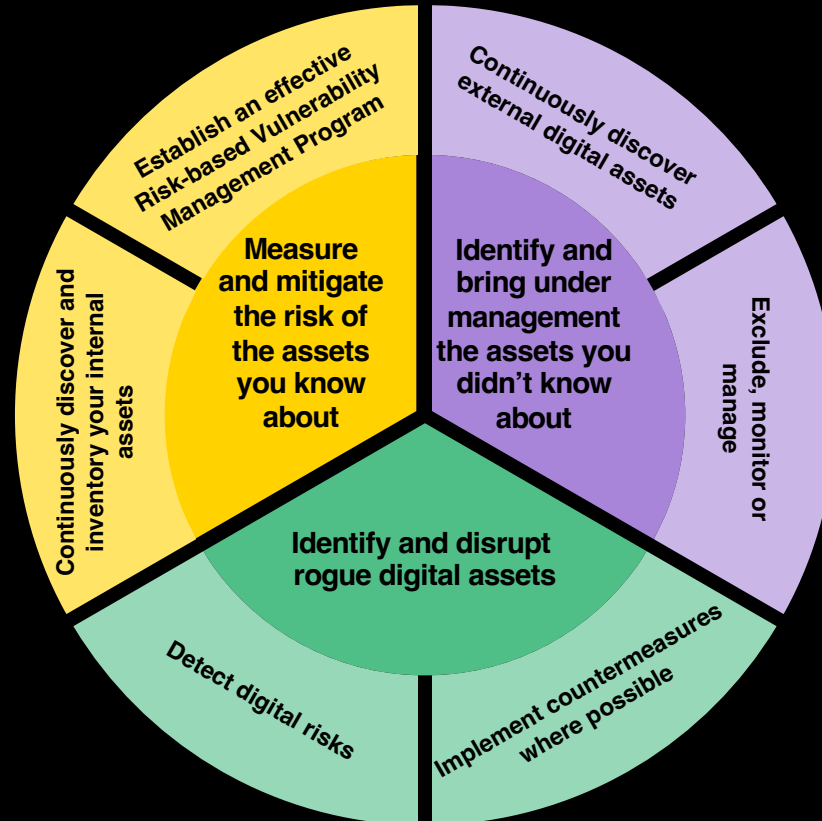 Establish an effective
Risk-based Vulnerability
Management Program
Continuously discover
external digital assets
Measure
and mitigate
the risk of
the assets
you know
about
Identify and
bring under
management
the assets you
didn’t know
about
Continuously discover and
inventory your internal
assets
Exclude, monitor or
manage
Identify and disrupt
rogue digital assets
Detect digital risks
Implement countermeasures
where possible